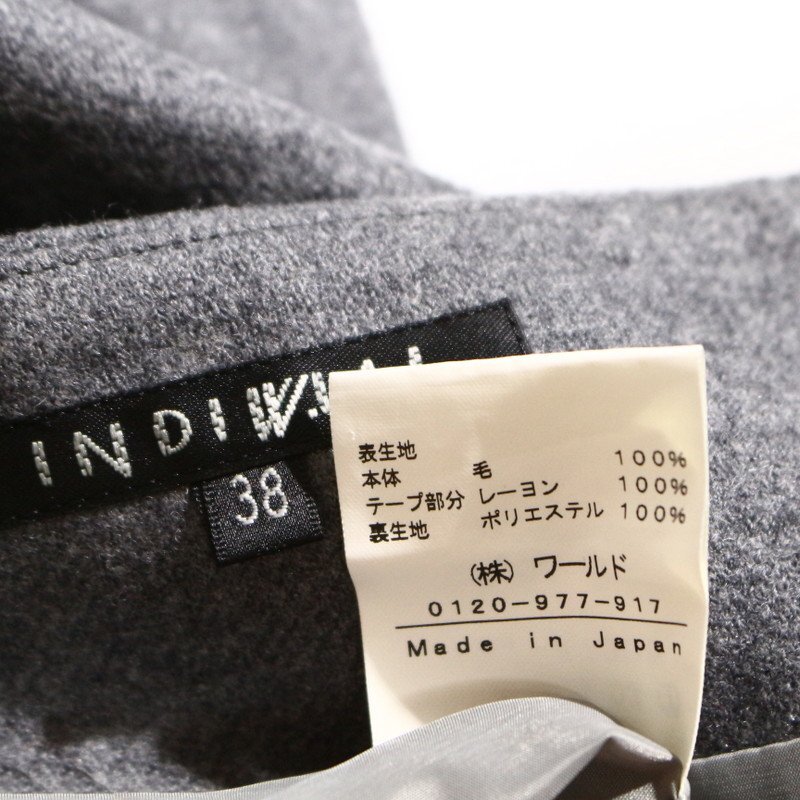 INDIVI
38
表生地
本体 毛 100%
テープ部分 レーヨン 100%
裏生地 ポリエステル 100%
(株) ワールド
0120-977-917
Made in Japan